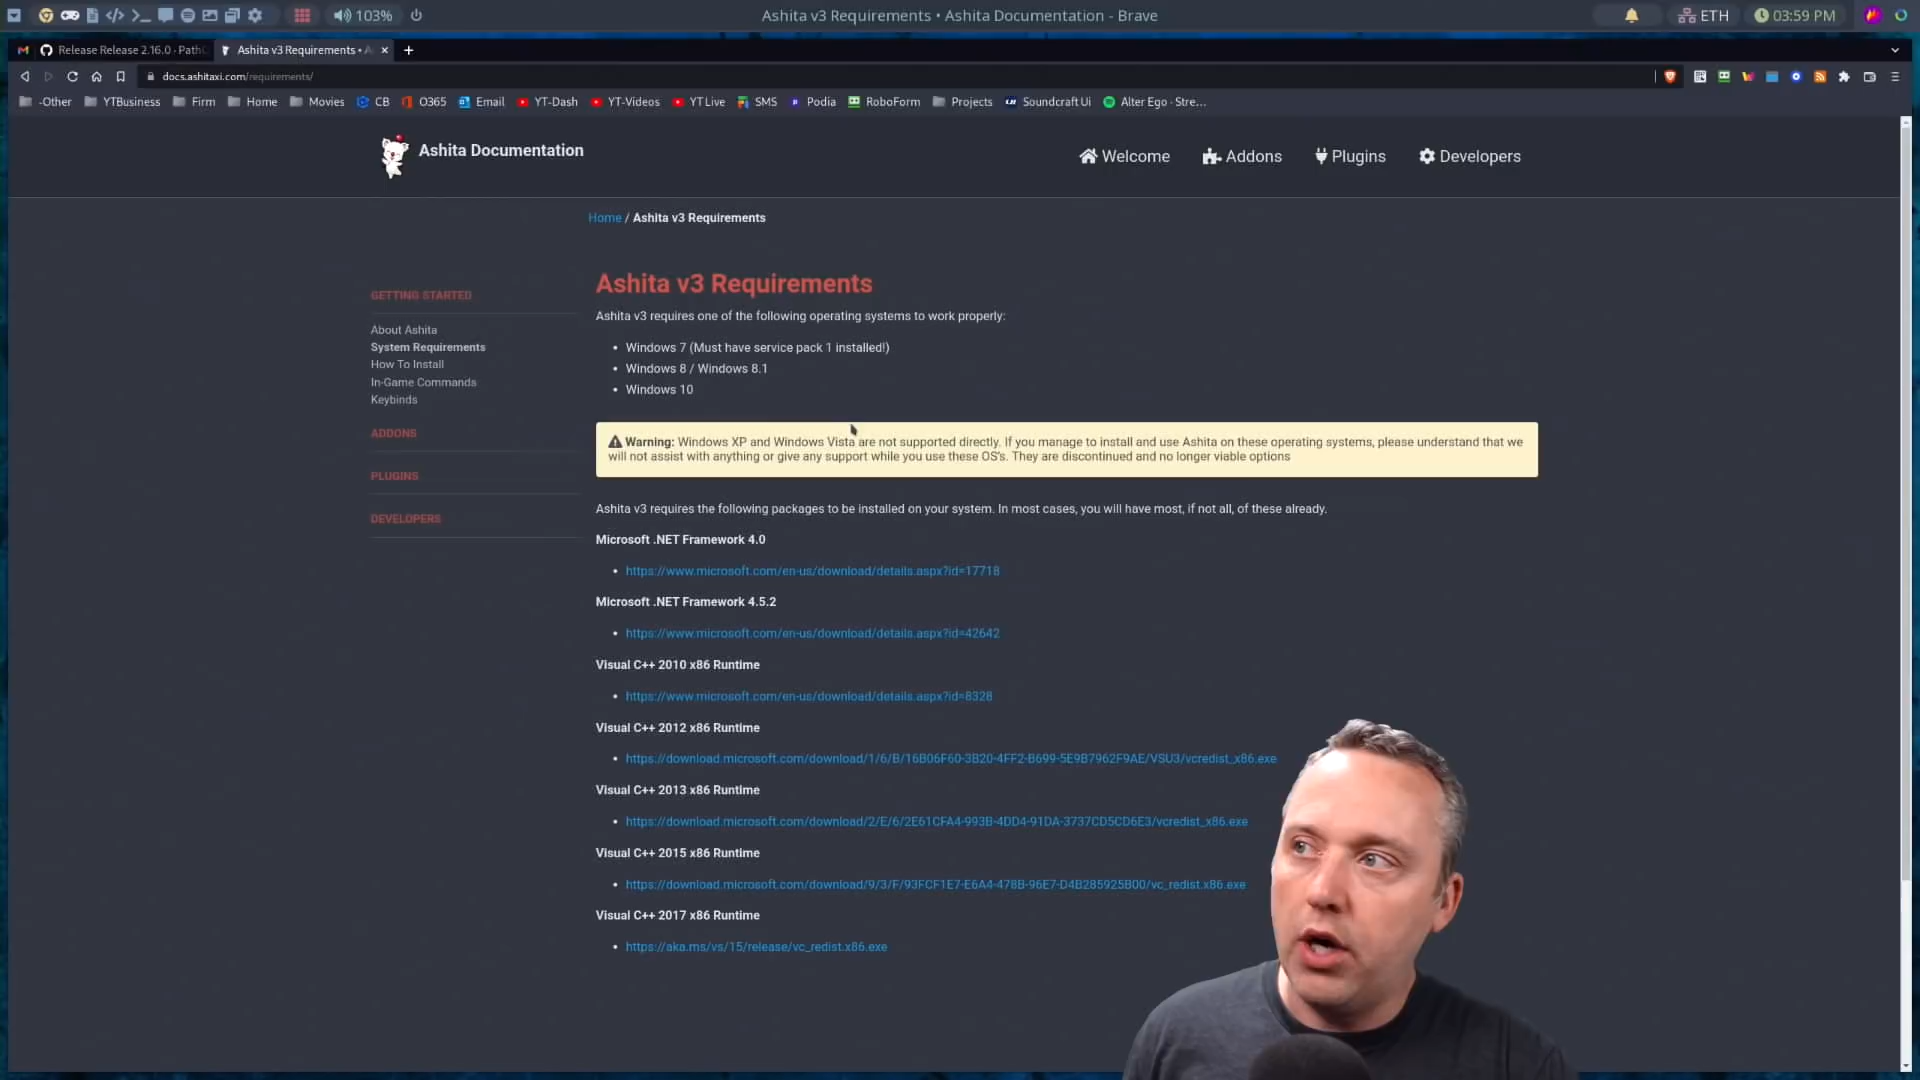 103%
Ashita v3 Requirements • Ashita Documentation - Brave
ETH
03:59 PM
Release Release 2.16.0 · Path
Ashita v3 Requirements •
docs.ashitaxi.com/requirements/
-Other
YTBusiness
Firm
Home
Movies
CB
O365
Email
YT-Dash
YT-Videos
YT Live
SMS
Podia
RoboForm
Projects
Soundcraft Ui
Alter Ego - Stre...
Ashita Documentation
Welcome
Addons
Plugins
Developers
Home / Ashita v3 Requirements
GETTING STARTED
About Ashita
System Requirements
How To Install
In-Game Commands
Keybinds
ADDONS
PLUGINS
DEVELOPERS
Ashita v3 Requirements
Ashita v3 requires one of the following operating systems to work properly:
• Windows 7 (Must have service pack 1 installed!)
• Windows 8 / Windows 8.1
• Windows 10
Warning: Windows XP and Windows Vista are not supported directly. If you manage to install and use Ashita on these operating systems, please understand that we
will not assist with anything or give any support while you use these OS's. They are discontinued and no longer viable options
Ashita v3 requires the following packages to be installed on your system. In most cases, you will have most, if not all, of these already.
Microsoft .NET Framework 4.0
• https://www.microsoft.com/en-us/download/details.aspx?id=17718
Microsoft .NET Framework 4.5.2
• https://www.microsoft.com/en-us/download/details.aspx?id=42642
Visual C++ 2010 x86 Runtime
• https://www.microsoft.com/en-us/download/details.aspx?id=8328
Visual C++ 2012 x86 Runtime
• https://download.microsoft.com/download/1/6/B/16B06F60-3B20-4FF2-B699-5E9B7962F9AE/VSU3/vcredist_x86.exe
Visual C++ 2013 x86 Runtime
• https://download.microsoft.com/download/2/E/6/2E61CFA4-993B-4DD4-91DA-3737CD5CD6E3/vcredist_x86.exe
Visual C++ 2015 x86 Runtime
• https://download.microsoft.com/download/9/3/F/93FCF1E7-E6A4-478B-96E7-D4B285925B00/vc_redist.x86.exe
Visual C++ 2017 x86 Runtime
• https://aka.ms/vs/15/release/vc_redist.x86.exe